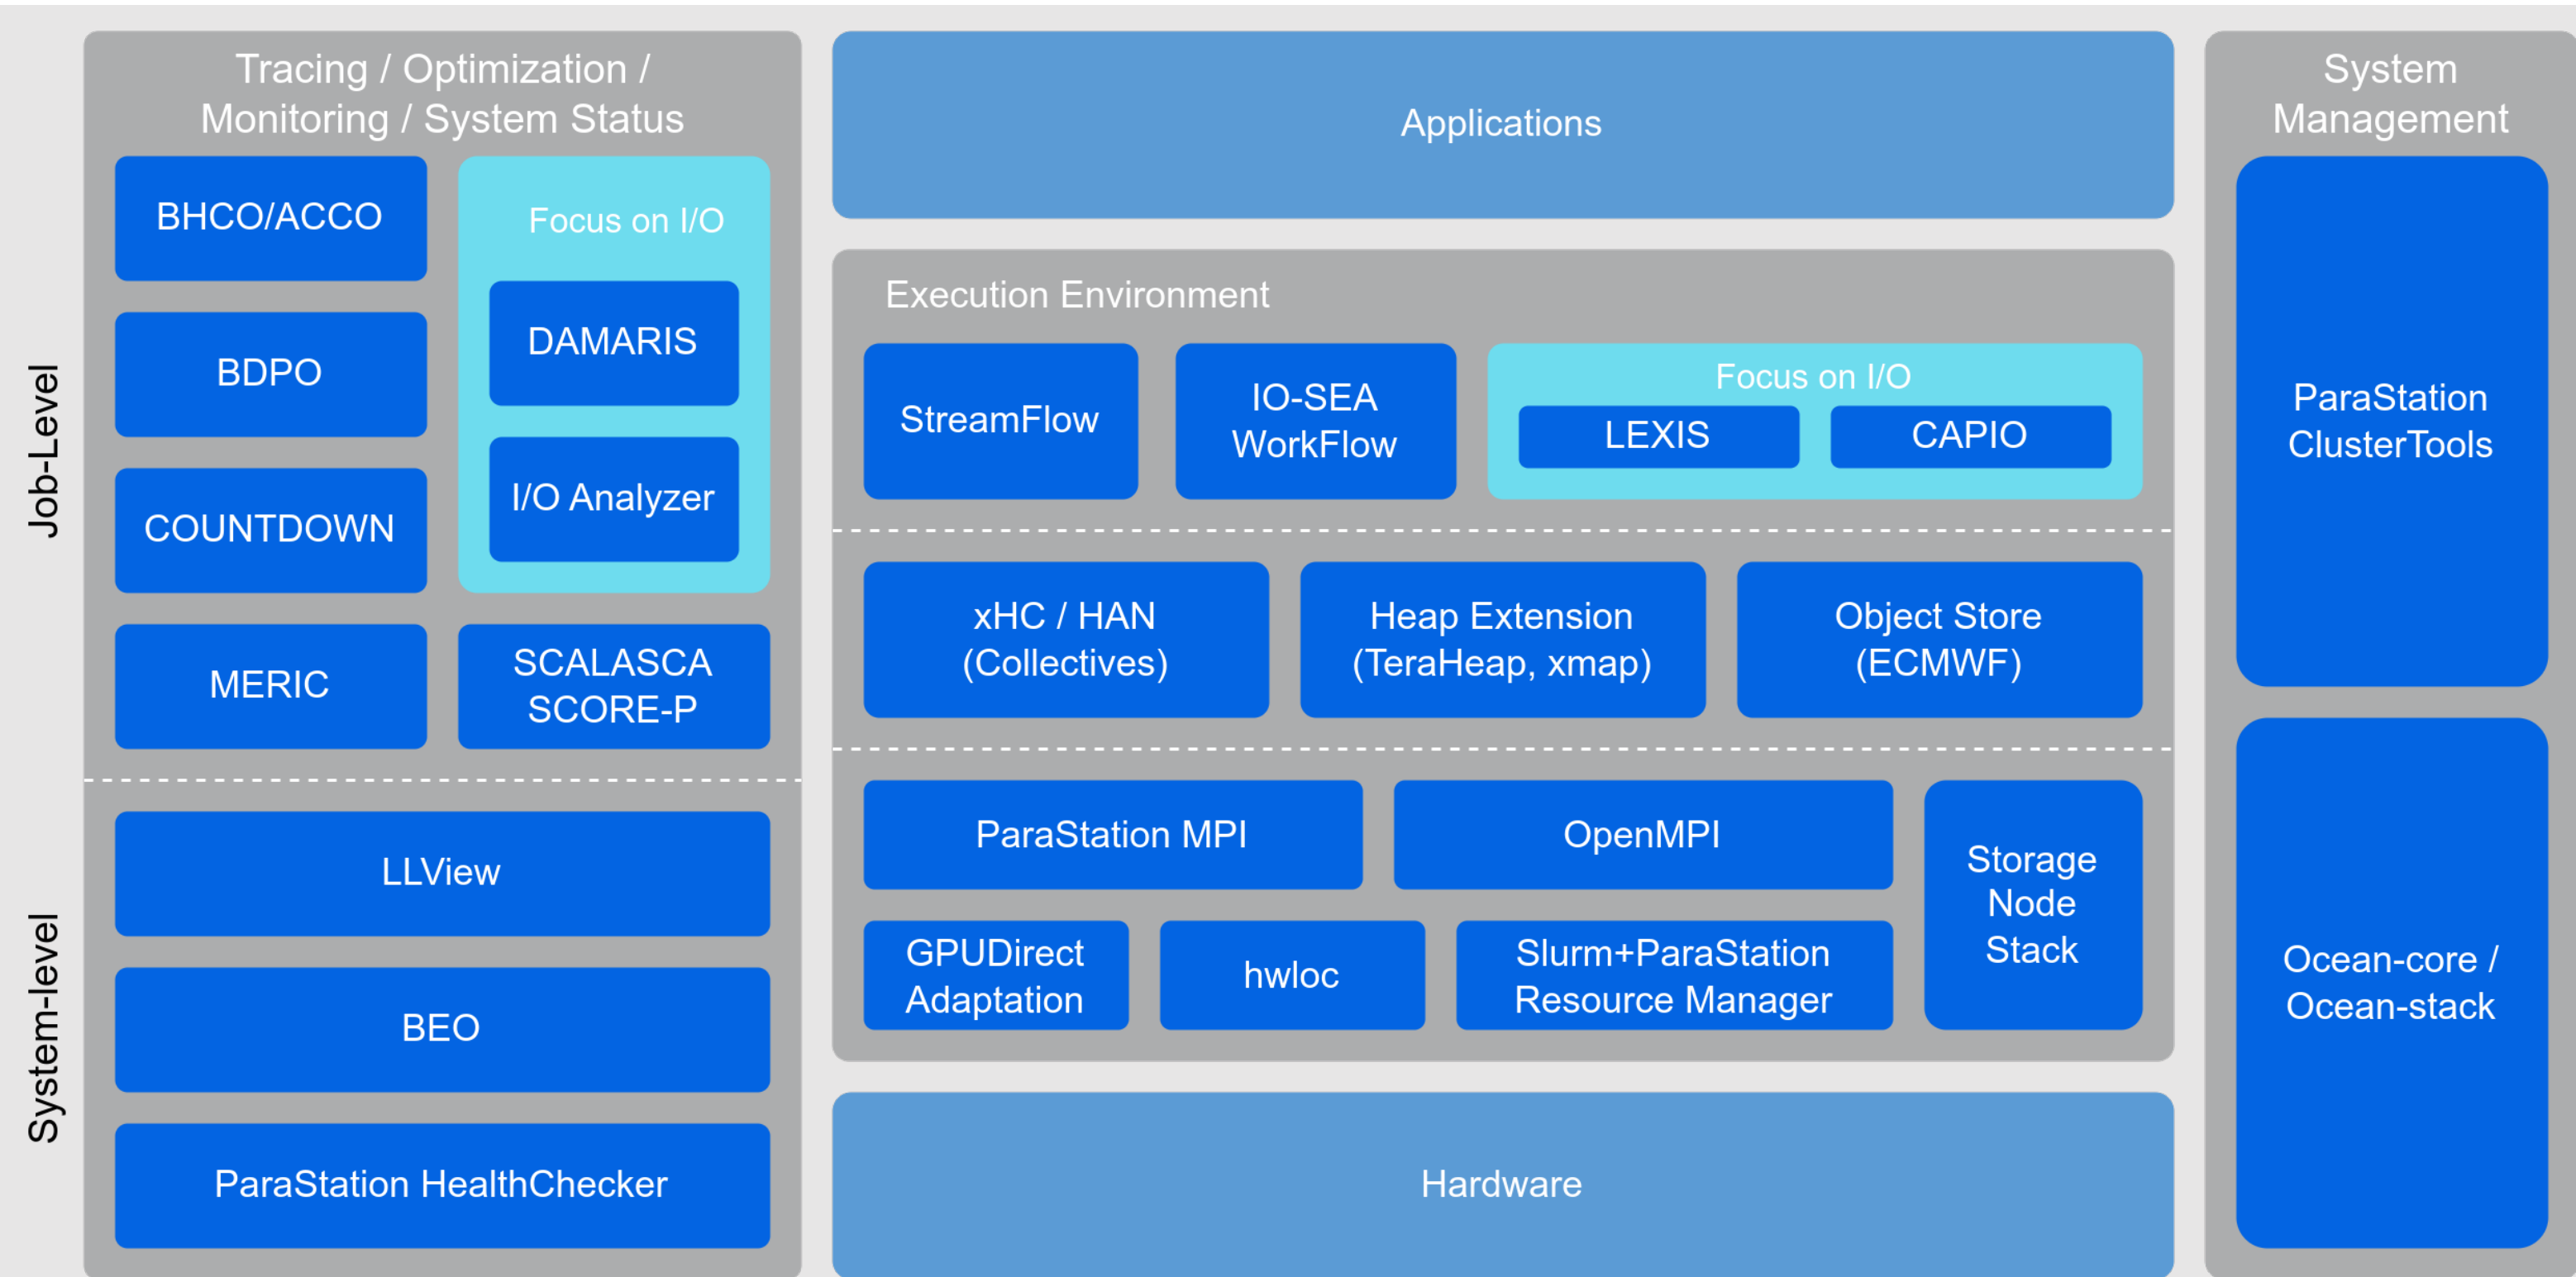 Tracing / Optimization /
Monitoring / System Status
Job-Level
BHCO/ACCO
BDPO
COUNTDOWN
MERIC
Focus on I/O
DAMARIS
I/O Analyzer
SCALASCA
SCORE-P
System-level
LLView
BEO
ParaStation HealthChecker
Applications
Execution Environment
StreamFlow
IO-SEA
WorkFlow
Focus on I/O
LEXIS
CAPIO
xHC / HAN
(Collectives)
Heap Extension
(TeraHeap, xmap)
Object Store
(ECMWF)
ParaStation MPI
OpenMPI
Storage
Node
Stack
GPUDirect
Adaptation
hwloc
Slurm+ParaStation
Resource Manager
Hardware
System
Management
ParaStation
ClusterTools
Ocean-core /
Ocean-stack